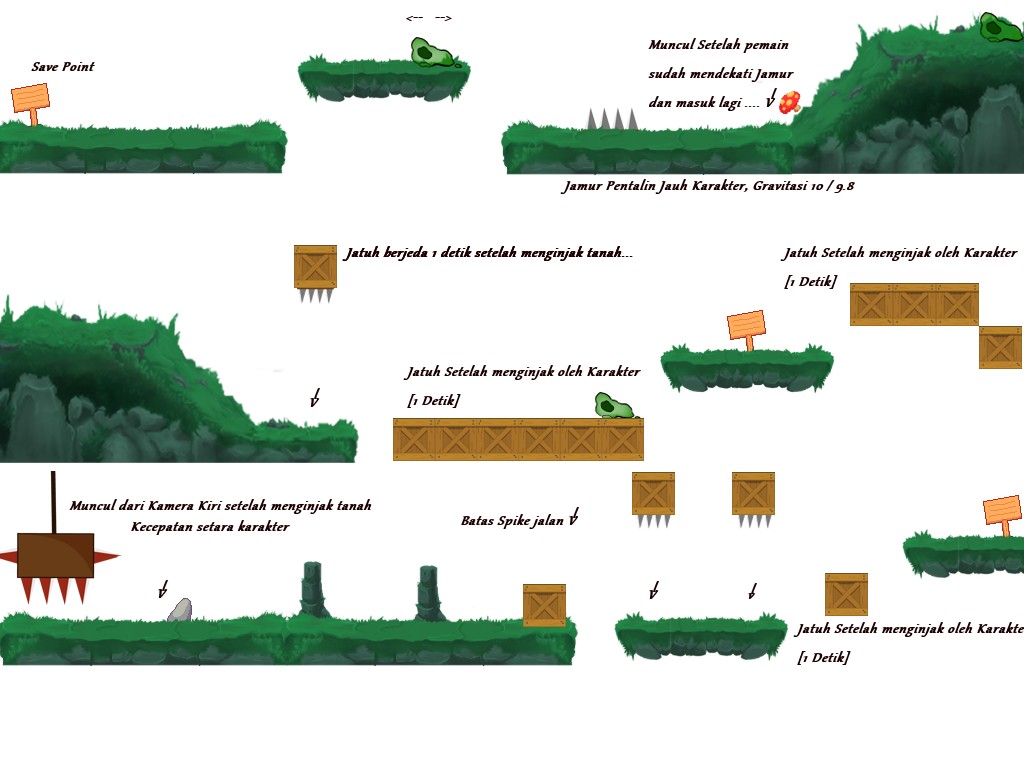 <-- -->
Save Point
Muncul Setelah pemain
sudah mendekati Jamur
dan masuk lagi .... V
Jamur Pentalin Jauh Karakter, Gravitasi 10 / 9.8
Jatuh berjeda 1 detik setelah menginjak tanah...
Jatuh Setelah menginjak oleh Karakter
[1 Detik]
Jatuh Setelah menginjak oleh Karakter
[1 Detik]
Muncul dari Kamera Kiri setelah menginjak tanah
Kecepatan setara karakter
Batas Spike jalan V
Jatuh Setelah menginjak oleh Karakte
[1 Detik]